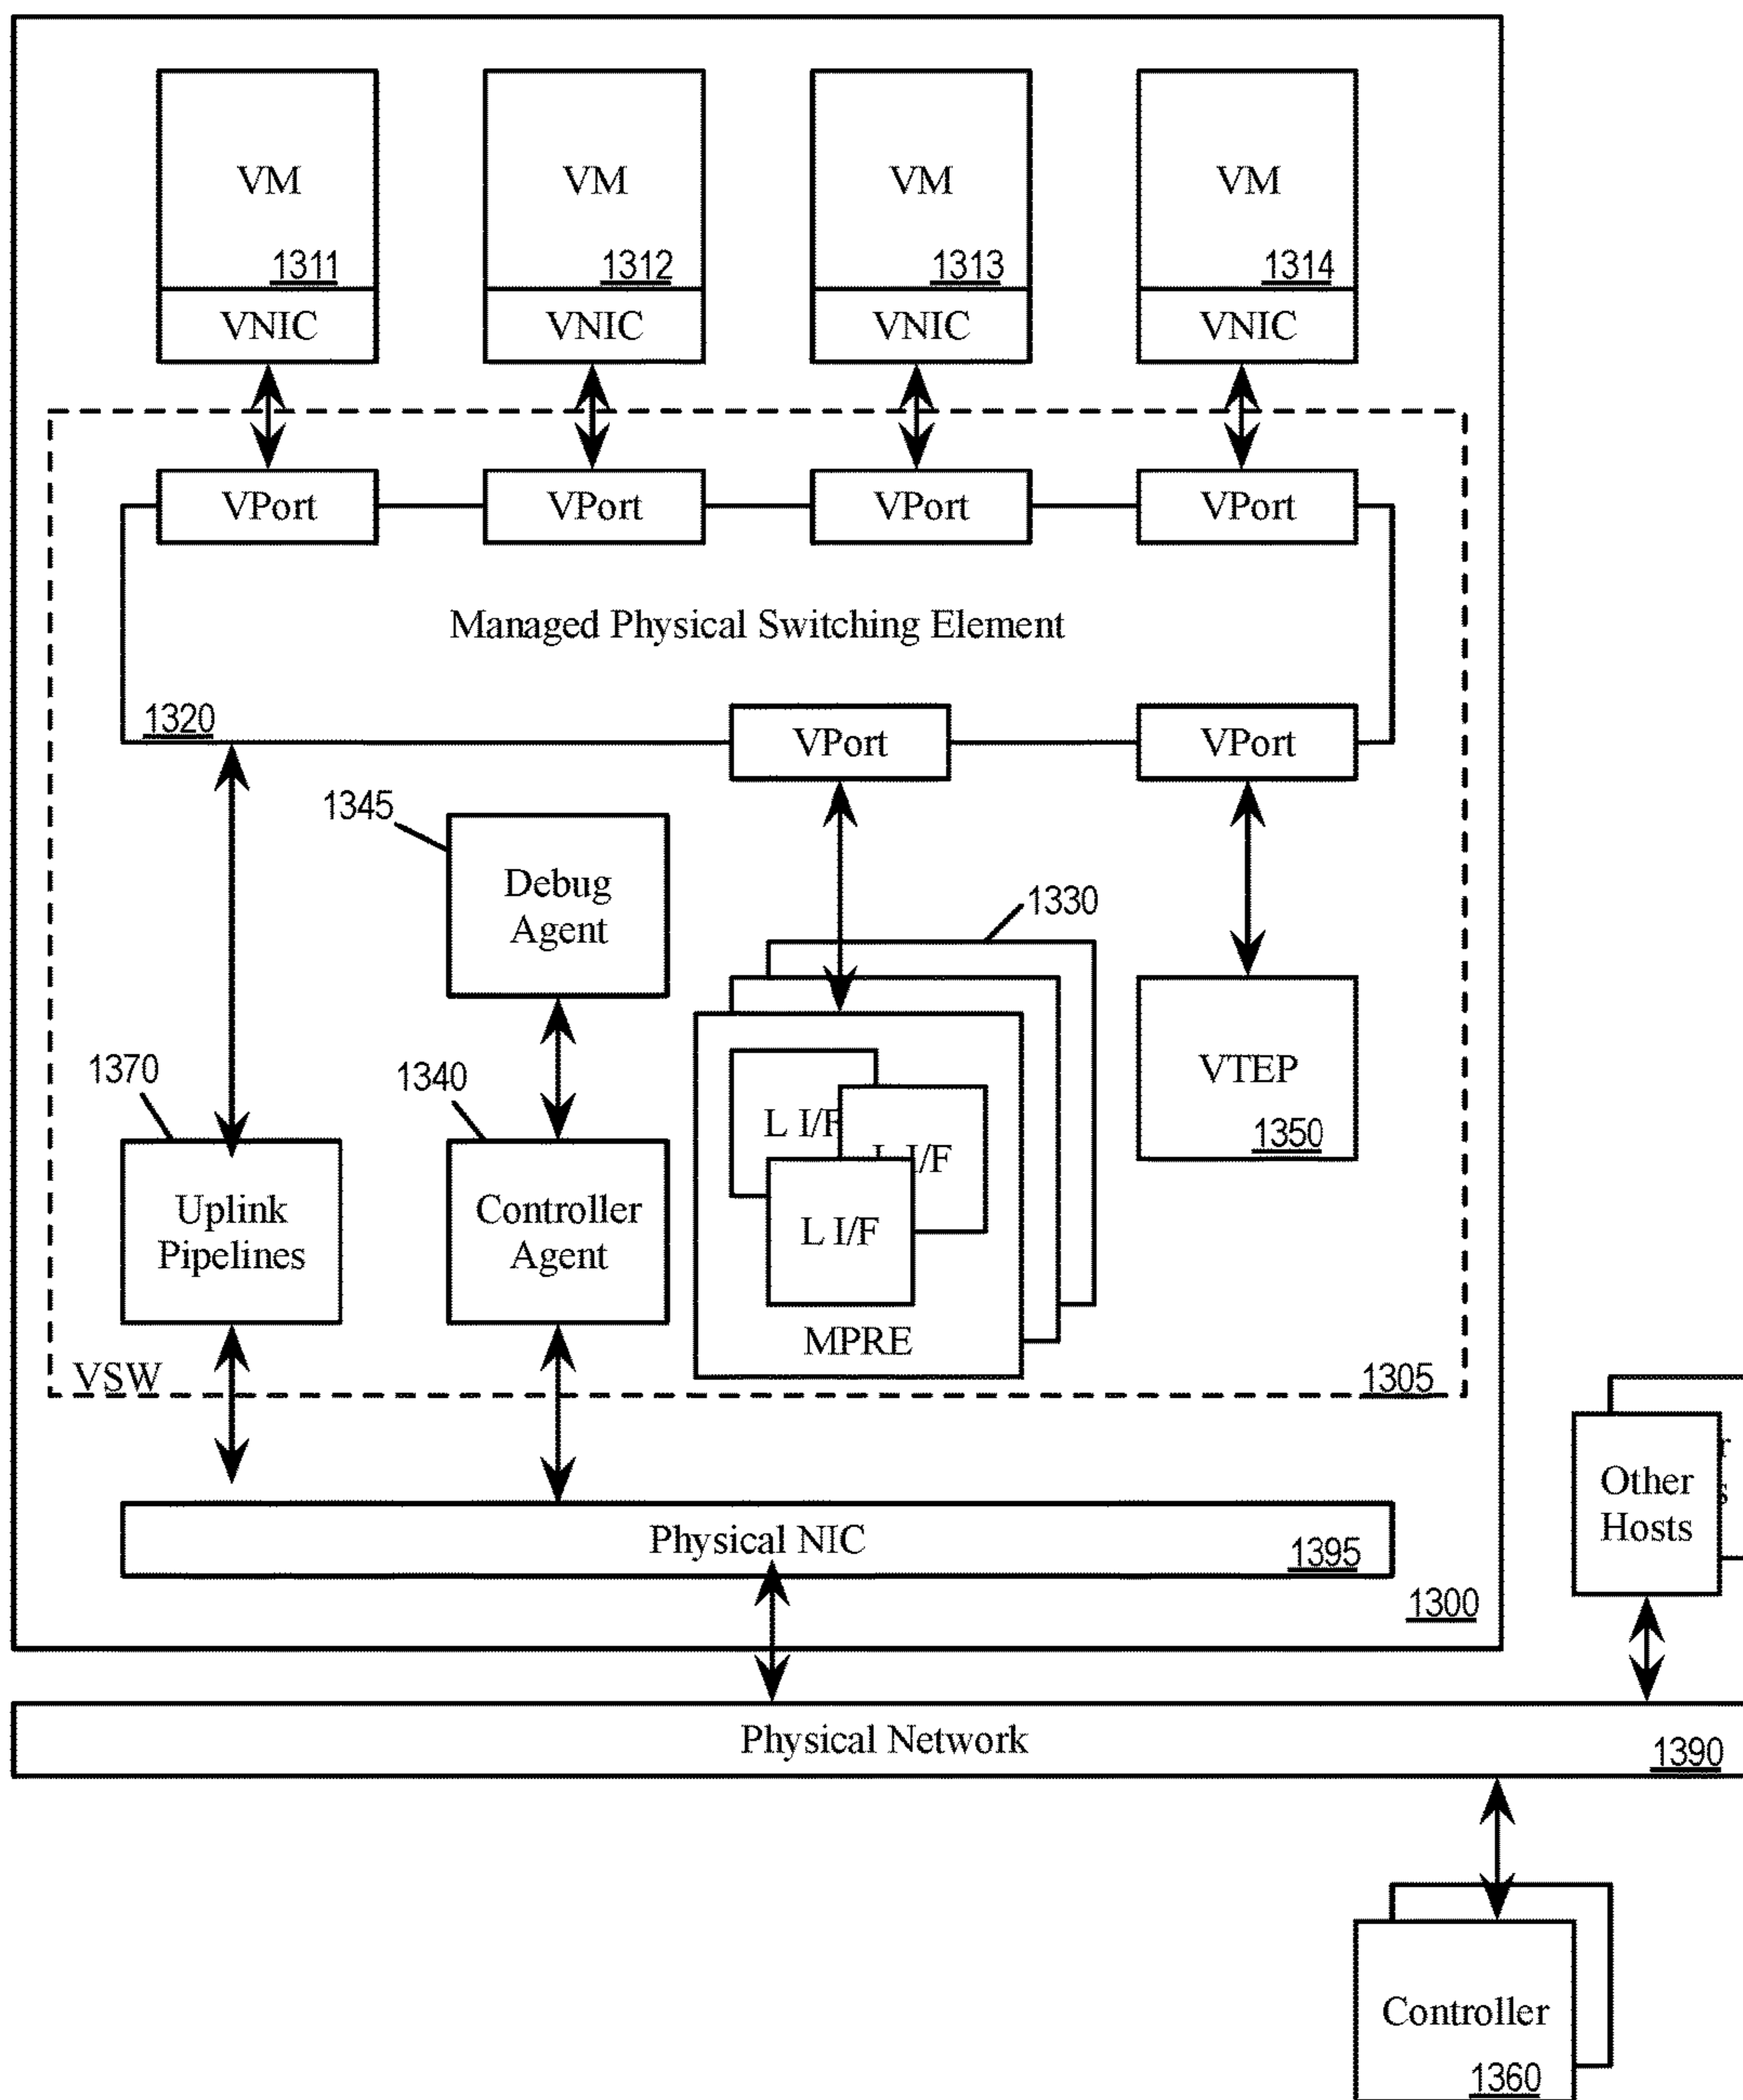 VM
1311
VNIC
VM
1312
VNIC
VM
1313
VNIC
VM
1314
VNIC
VPort
VPort
VPort
VPort
Managed Physical Switching Element
1320
VPort
VPort
1345
Debug
Agent
1330
1370
Uplink
Pipelines
1340
Controller
Agent
L I/F
L I/F
L I/F
MPRE
VTEP
1350
VSW
1305
Physical NIC
1395
1300
Other
Hosts
Physical Network
1390
Controller
1360